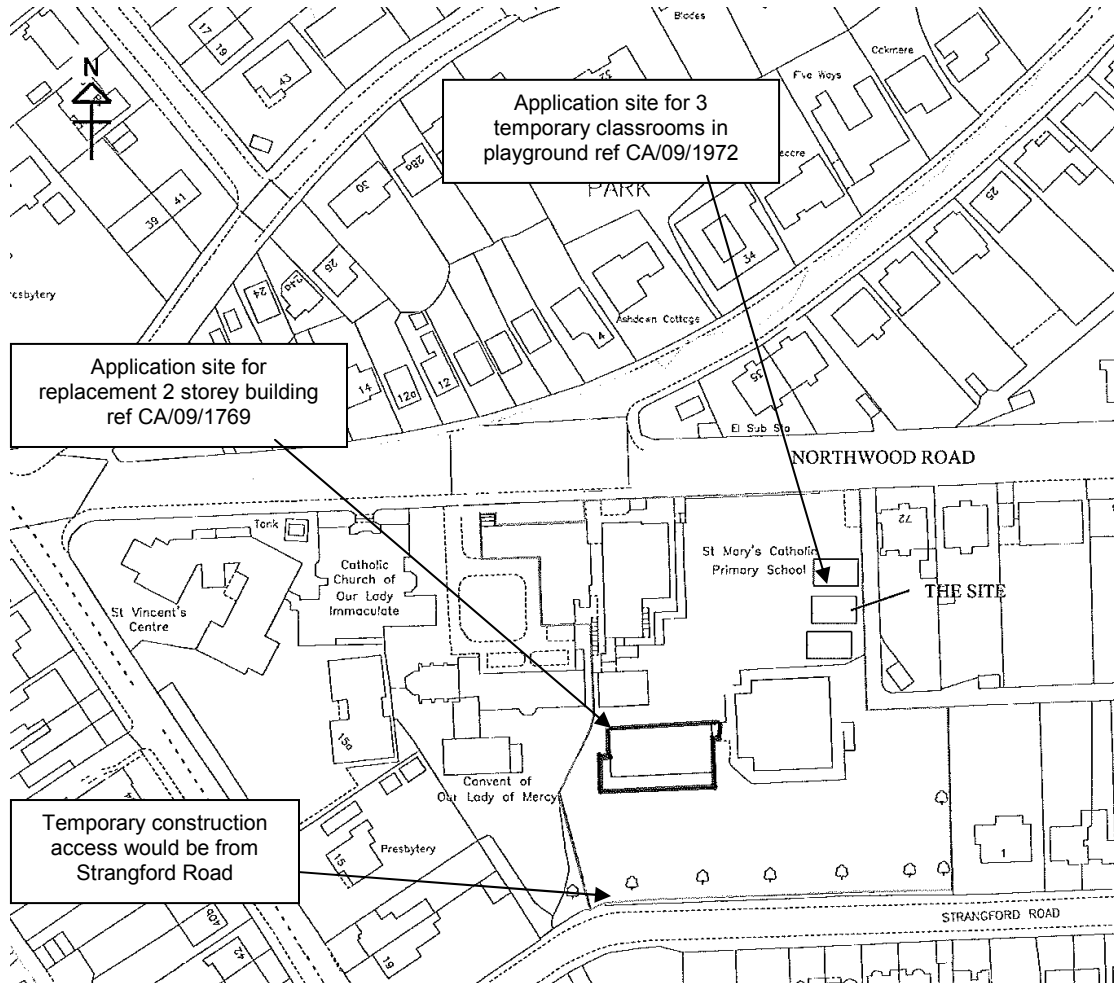 Blades
17
19
43
Oakmere
Five Ways
N
Application site for 3
temporary classrooms in
playground ref CA/09/1972
PARK
28a
30
39
41
25
34
24
24a
26
Ashdown Cottage
4
Application site for
replacement 2 storey building
ref CA/09/1769
14
12a
12
35
El Sub Sta
NORTHWOOD ROAD
Tank
Catholic
Church of
Our Lady
Immaculate
St Vincent's
Centre
St Mary's Catholic
Primary School
72
THE SITE
15a
Convent of
Our Lady of Mercy
Temporary construction
access would be from
Strangford Road
Presbytery
15
1
40b
42
19
STRANGFORD ROAD